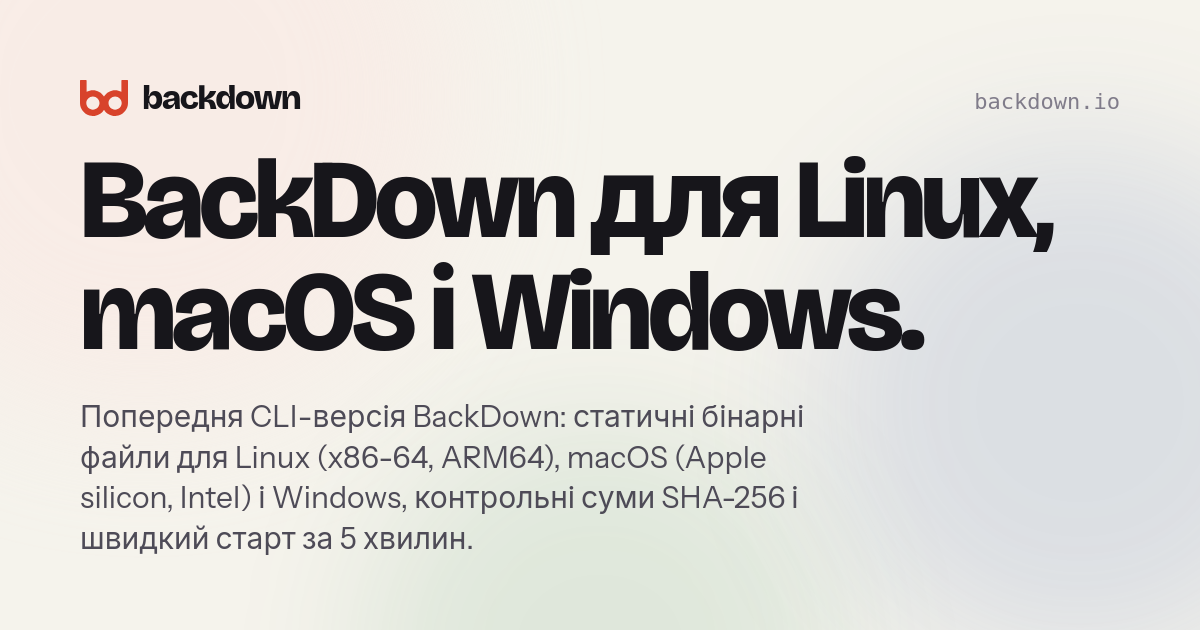 backdown
backdown.io
BackDown для Linux,
macOS і Windows.
Попередня CLI-версія BackDown: статичні бінарні
файли для Linux (x86-64, ARM64), macOS (Apple
silicon, Intel) і Windows, контрольні суми SHA-256 і
швидкий старт за 5 хвилин.